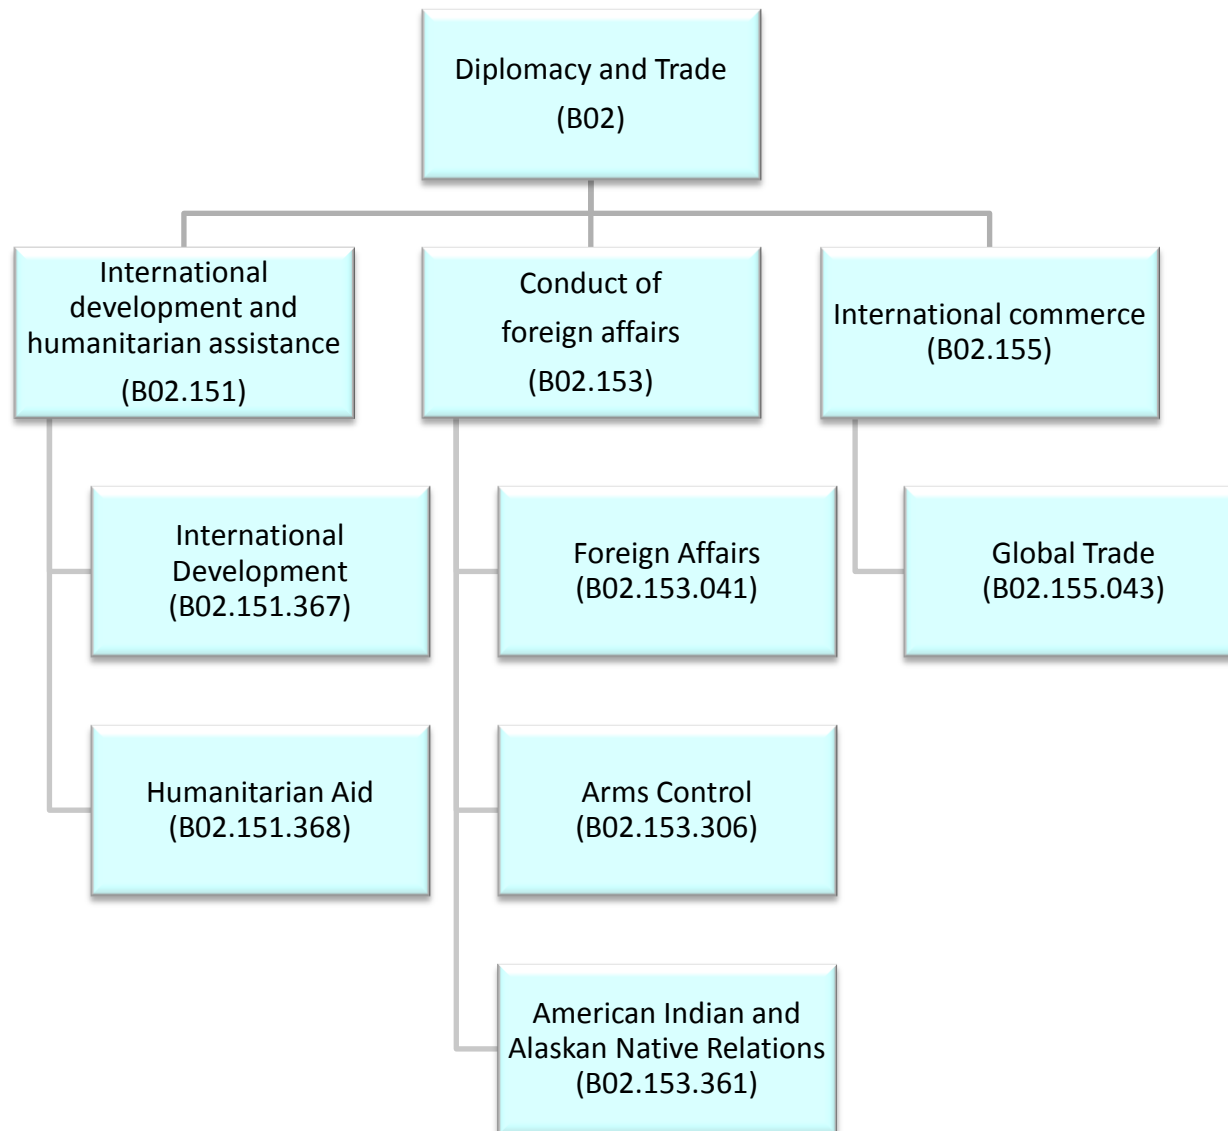 Diplomacy and Trade
(B02)
International
development and
humanitarian assistance
(B02.151)
Conduct of
foreign affairs
(B02.153)
International commerce
(B02.155)
International
Development
(B02.151.367)
Foreign Affairs
(B02.153.041)
Global Trade
(B02.155.043)
Humanitarian Aid
(B02.151.368)
Arms Control
(B02.153.306)
American Indian and
Alaskan Native Relations
(B02.153.361)